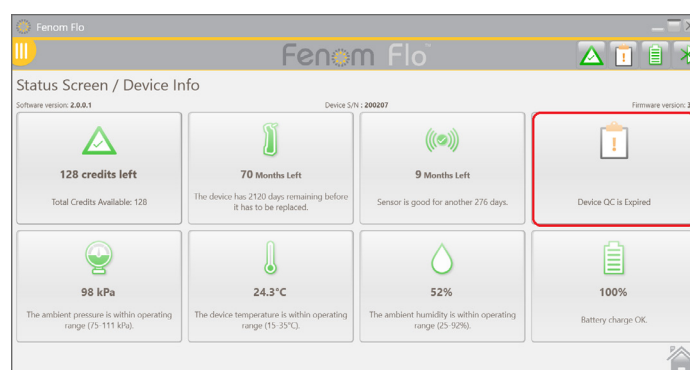 Fenom Flo
Fenom Flo™
Status Screen / Device Info
Software version: 2.0.0.1
Device S/N : 200207
Firmware version:
128 credits left
Total Credits Available: 128
70 Months Left
The device has 2120 days remaining before
it has to be replaced.
9 Months Left
Sensor is good for another 276 days.
Device QC is Expired
98 kPa
The ambient pressure is within operating
range (75-111 kPa).
24.3°C
The device temperature is within operating
range (15-35°C).
52%
The ambient humidity is within operating
range (25-92%).
100%
Battery charge OK.